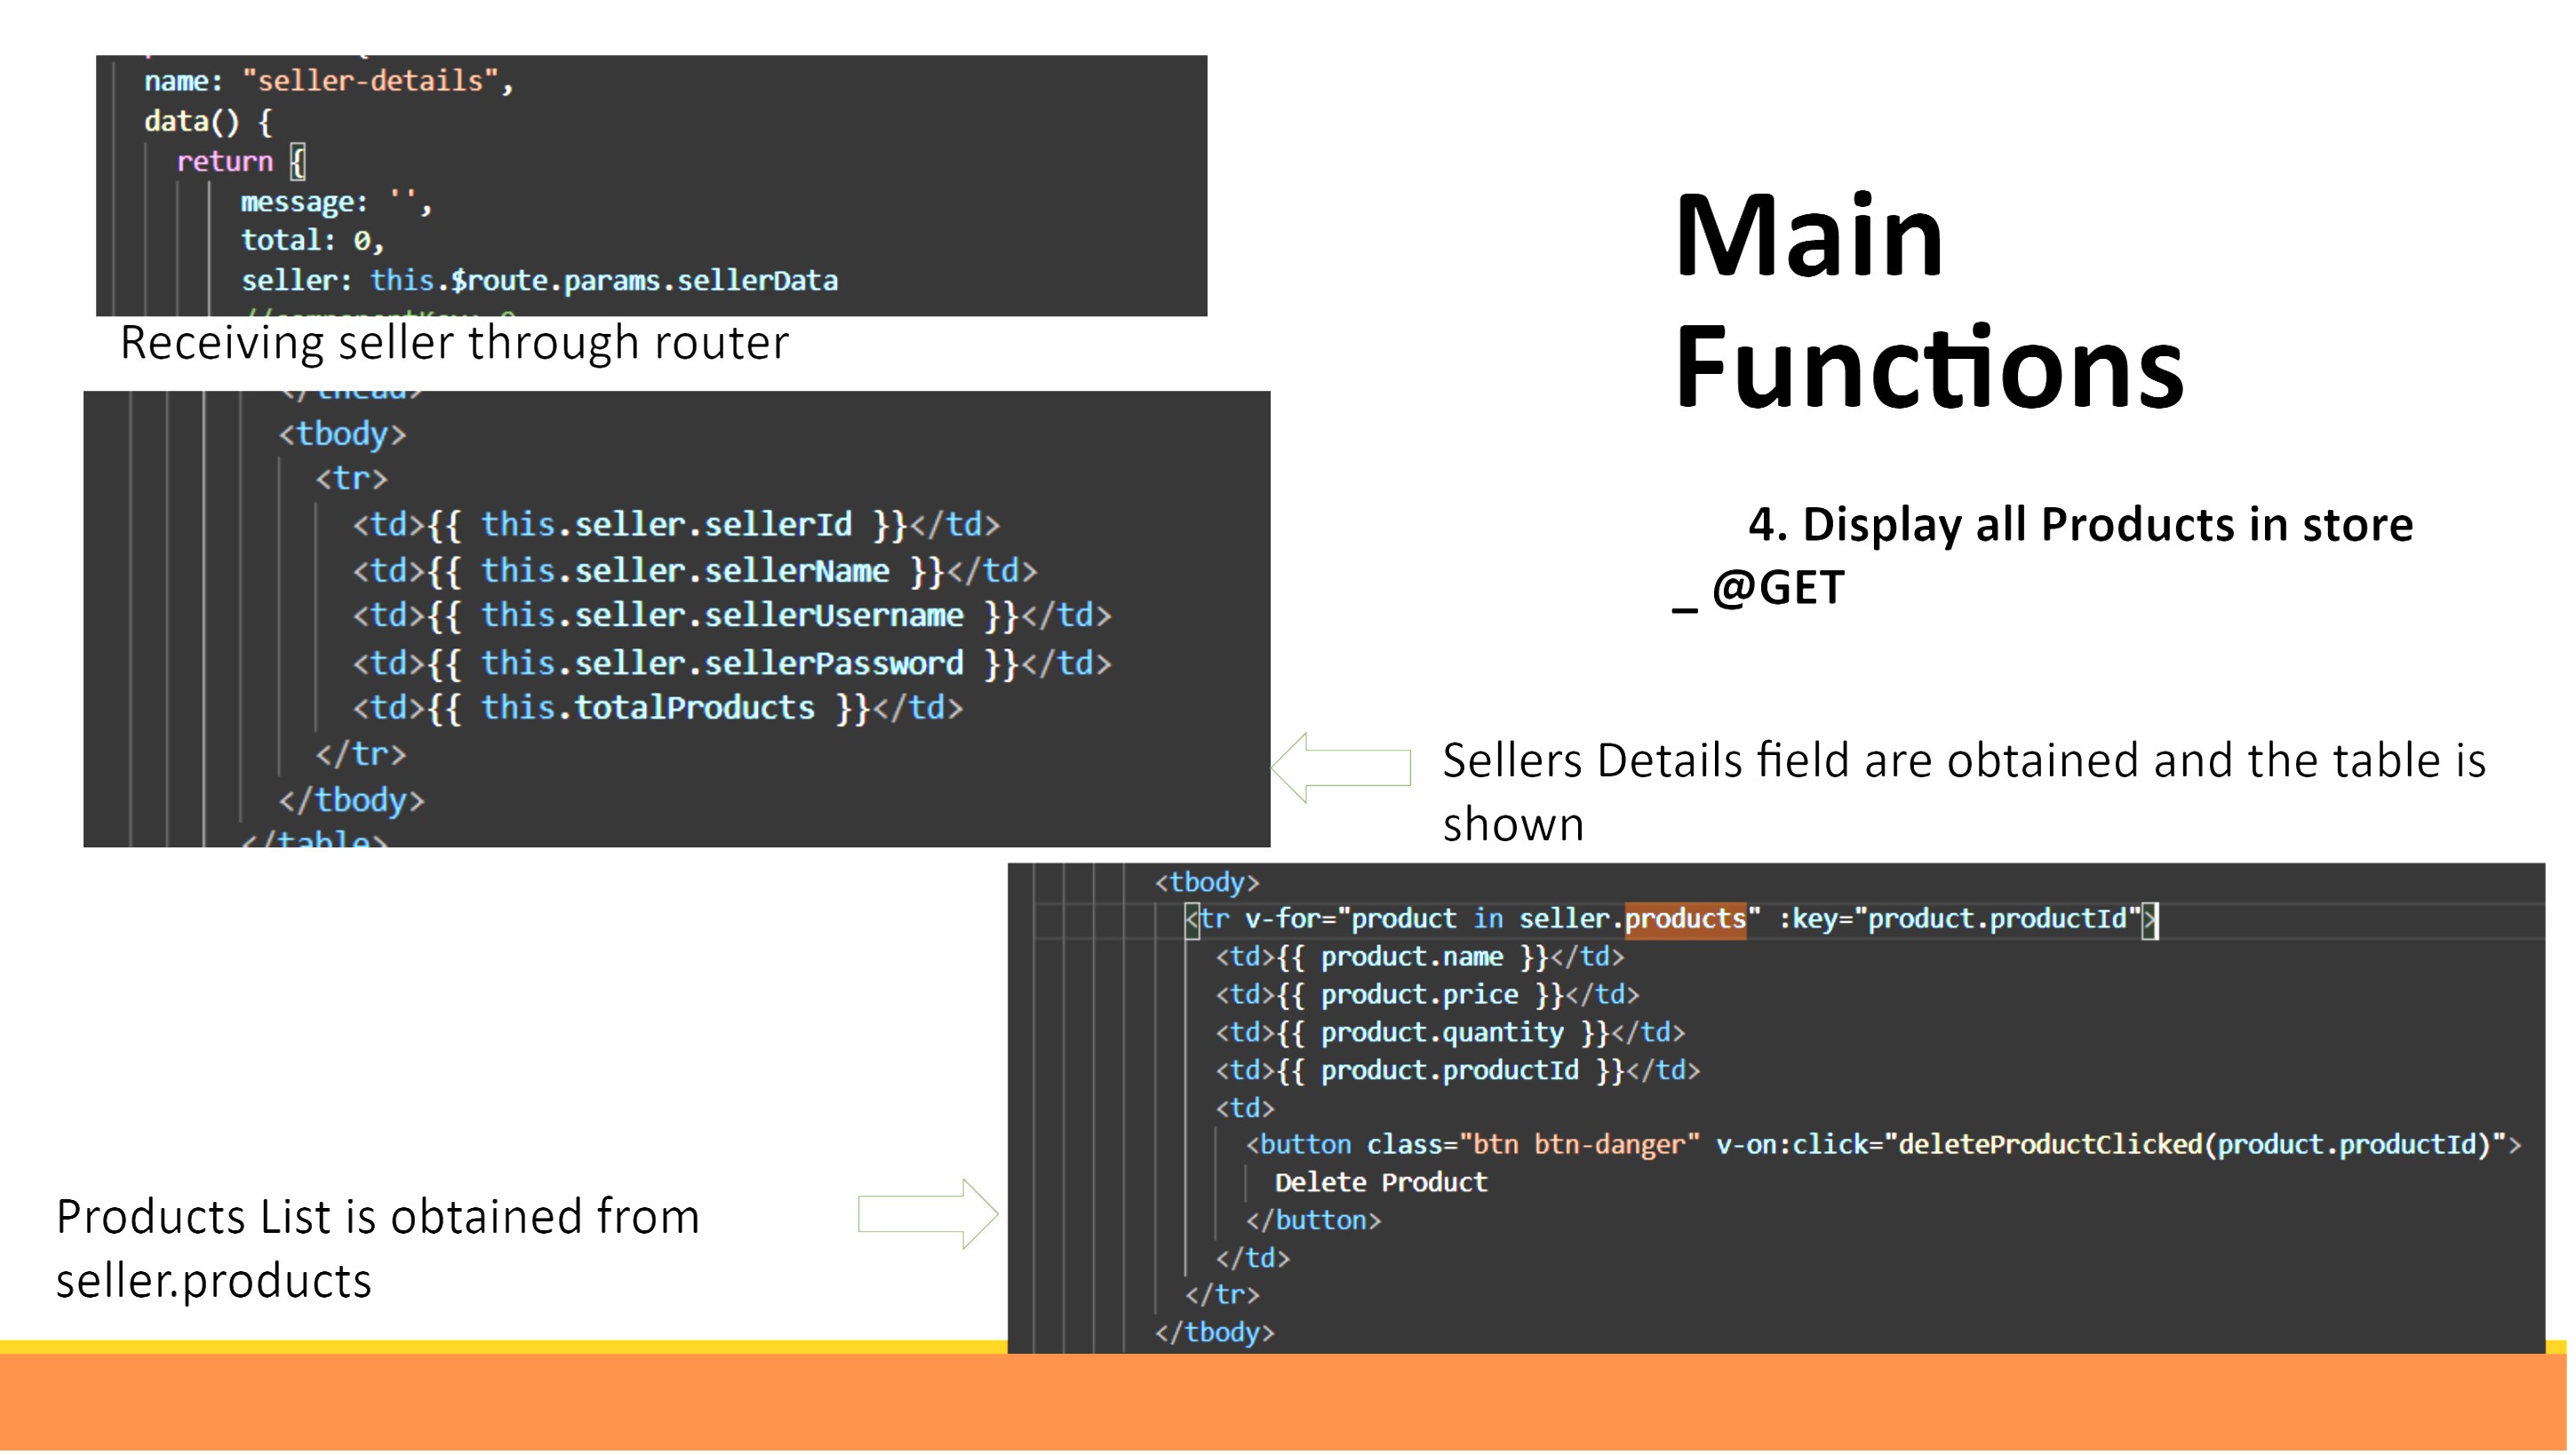 name: "seller-details",
data() {
return {
message: '',
total: 0,
seller: this.$route.params.sellerData
Receiving seller through router
<tbody>
<tr>
<td>{{ this.seller.sellerId }}</td>
<td>{{ this.seller.sellerName }}</td>
<td>{{ this.seller.sellerUsername }}</td>
<td>{{ this.seller.sellerPassword }}</td>
<td>{{ this.totalProducts }}</td>
</tr>
</tbody>
</table>
Main
Functions
4. Display all Products in store
_ @GET
Sellers Details field are obtained and the table is
shown
Products List is obtained from
seller.products
<tbody>
<tr v-for="product in seller.products" :key="product.productId">
<td>{{ product.name }}</td>
<td>{{ product.price }}</td>
<td>{{ product.quantity }}</td>
<td>{{ product.productId }}</td>
<td>
<button class="btn btn-danger" v-on:click="deleteProductClicked(product.productId)">
Delete Product
</button>
</td>
</tr>
</tbody>